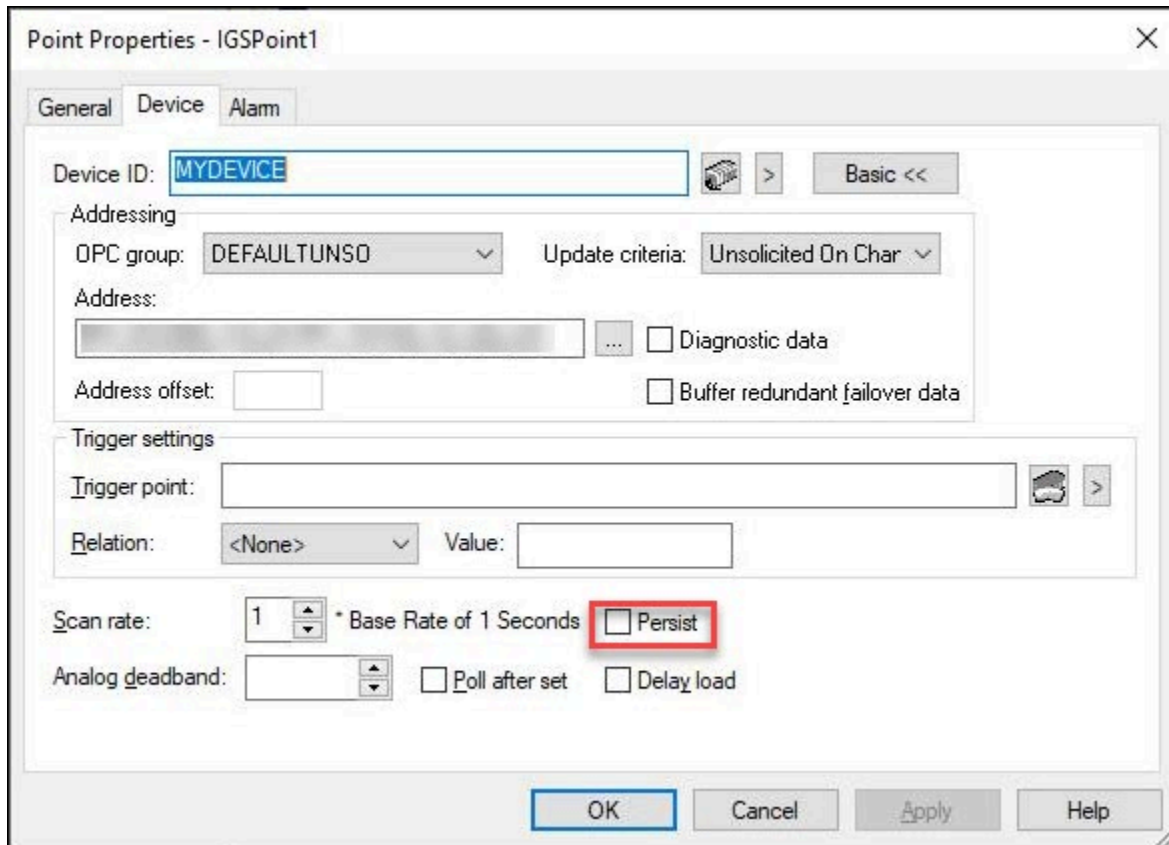 Point Properties - IGSPoint1
General Device Alarm
Device ID: MYDEVICE > Basic <<
Addressing
OPC group: DEFAULTUNSO Update criteria: Unsolicited On Char
Address:
... Diagnostic data
Address offset: Buffer redundant failover data
Trigger settings
Trigger point: >
Relation: <None> Value:
Scan rate: 1 * Base Rate of 1 Seconds Persist
Analog deadband: Poll after set Delay load
OK Cancel Apply Help